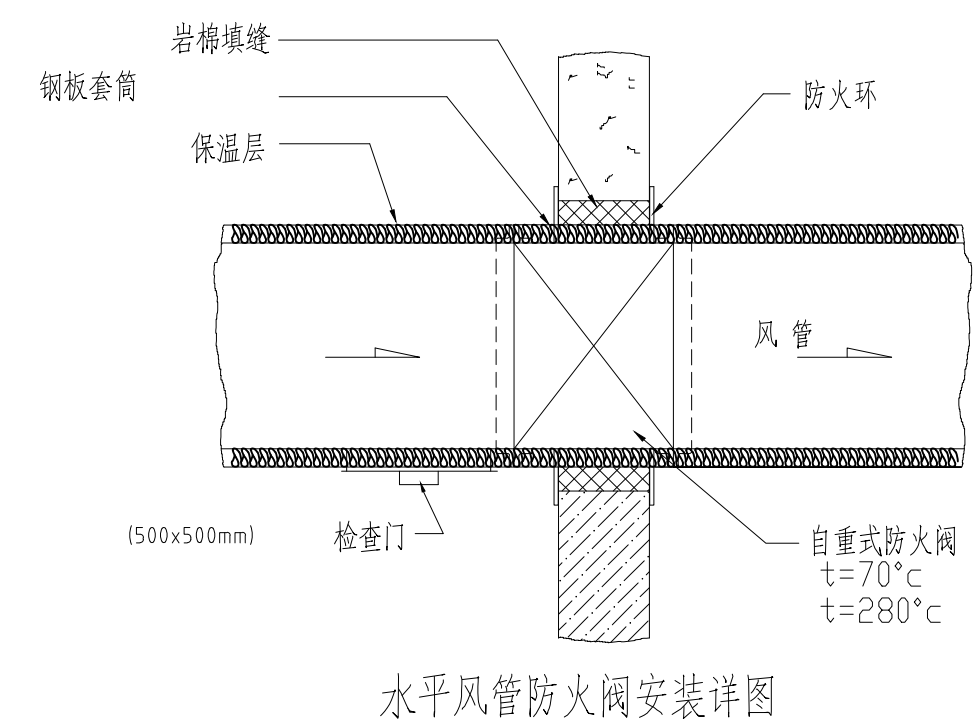 岩棉填缝
钢板套筒
防火环
保温层
风 管
(500x500mm)
检查门
自重式防火阀
t=70°c
t=280°c
水平风管防火阀安装详图